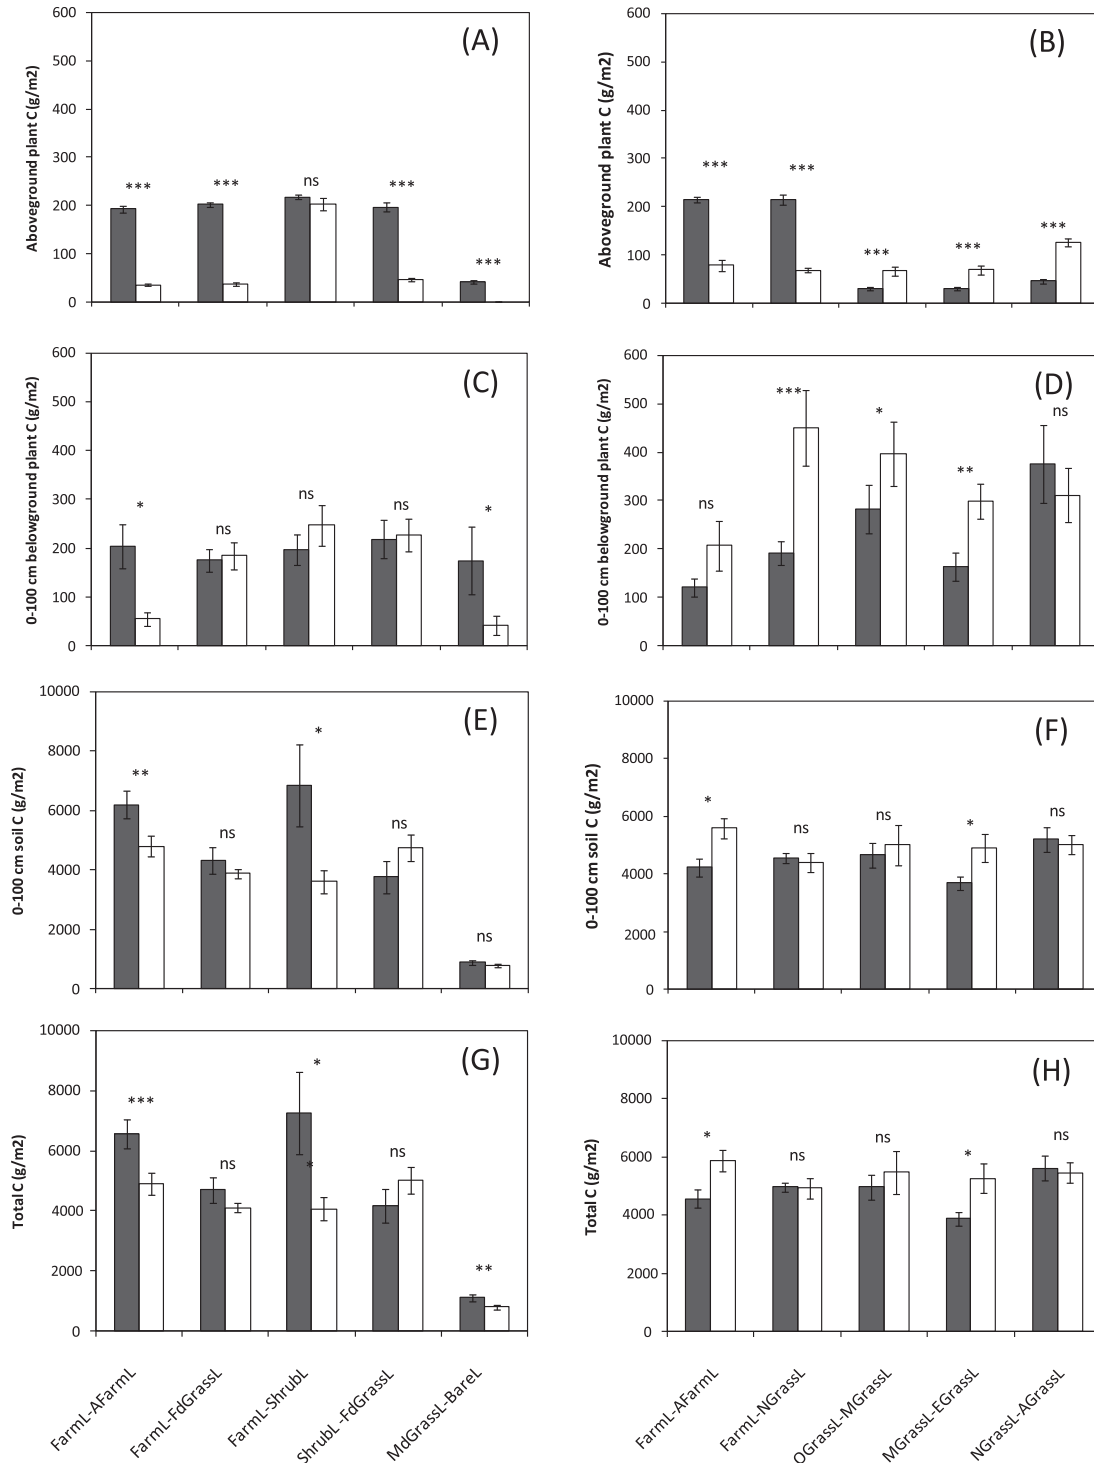 (A)
Aboveground plant C (g/m2)
600
500
400
300
200
100
0
***
***
ns
***
***
(B)
Aboveground plant C (g/m2)
600
500
400
300
200
100
0
***
***
***
***
***
(C)
0-100 cm belowground plant C (g/m2)
600
500
400
300
200
100
0
*
ns
ns
ns
*
(D)
0-100 cm belowground plant C (g/m2)
600
500
400
300
200
100
0
ns
***
*
**
ns
(E)
0-100 cm soil C (g/m2)
10000
8000
6000
4000
2000
0
**
ns
*
ns
ns
(F)
0-100 cm soil C (g/m2)
10000
8000
6000
4000
2000
0
*
ns
ns
*
ns
(G)
Total C (g/m2)
10000
8000
6000
4000
2000
0
***
ns
*
*
ns
**
FarmL-AFarmL
FarmL-FdGrassL
FarmL-ShrubL
ShrubL-FdGrassL
MdGrassL-BareL
(H)
Total C (g/m2)
10000
8000
6000
4000
2000
0
*
ns
ns
*
ns
FarmL-AFarmL
FarmL-NGrassL
OGrassL-MGrassL
MGrassL-EGrassL
NGrassL-AGrassL